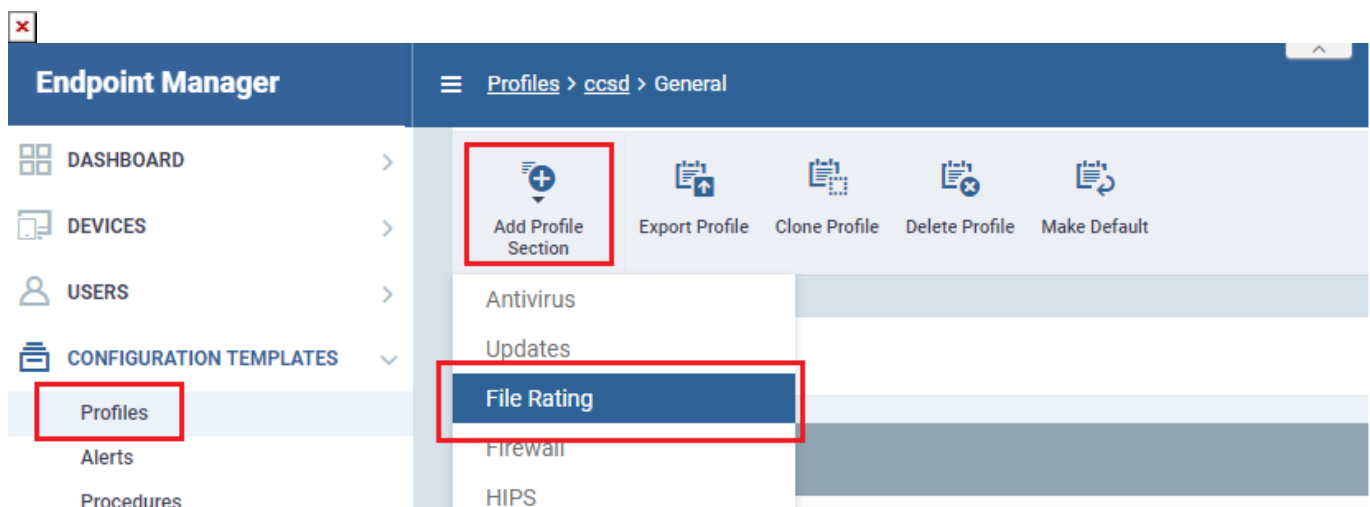 Endpoint Manager
Profiles > ccsd > General
DASHBOARD
DEVICES
USERS
CONFIGURATION TEMPLATES
Profiles
Alerts
Procedures
Add Profile
Section
Export Profile
Clone Profile
Delete Profile
Make Default
Antivirus
Updates
File Rating
Firewall
HIPS